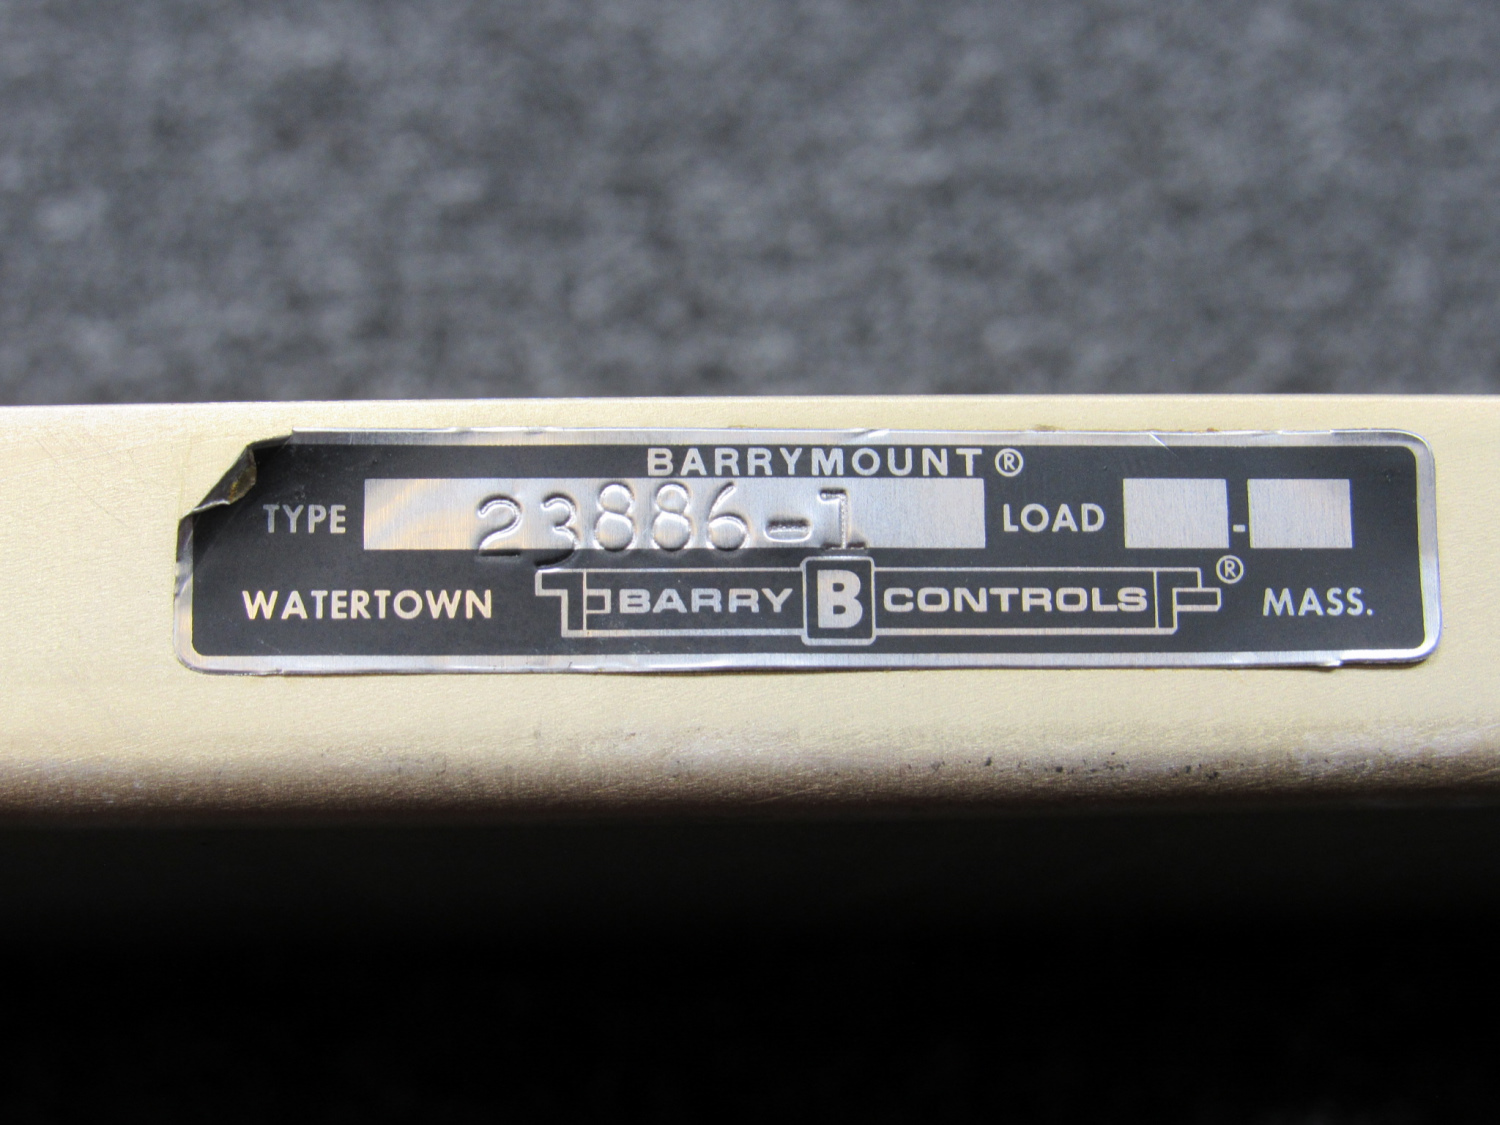 BARRYMOUNT®
TYPE 23886-1 LOAD -
WATERTOWN BARRY B CONTROLS ® MASS.